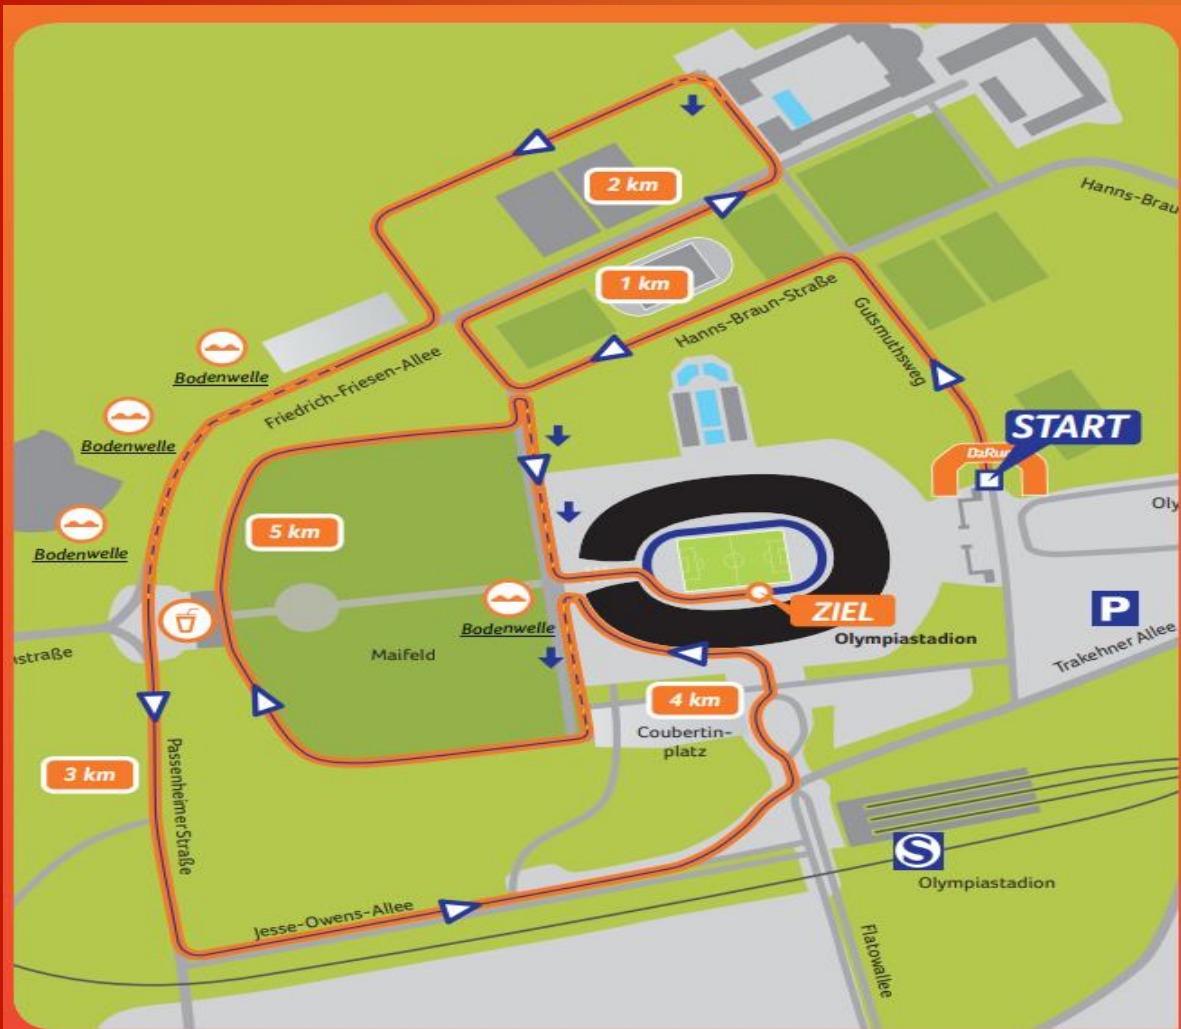 2 km
Hanns-Brau
1 km
Hanns-Braun-Straße
Gutsmuthsweg
Bodenwelle
Friedrich-Friesen-Allee
Bodenwelle
START
5 km
Oly
Bodenwelle
ZIEL
P
Bodenwelle
Olympiastadion
Trakehner Allee
nstraße
Maifeld
4 km
Coubertin-
platz
3 km
Passenheimer Straße
S
Olympiastadion
Jesse-Owens-Allee
Flatowallee